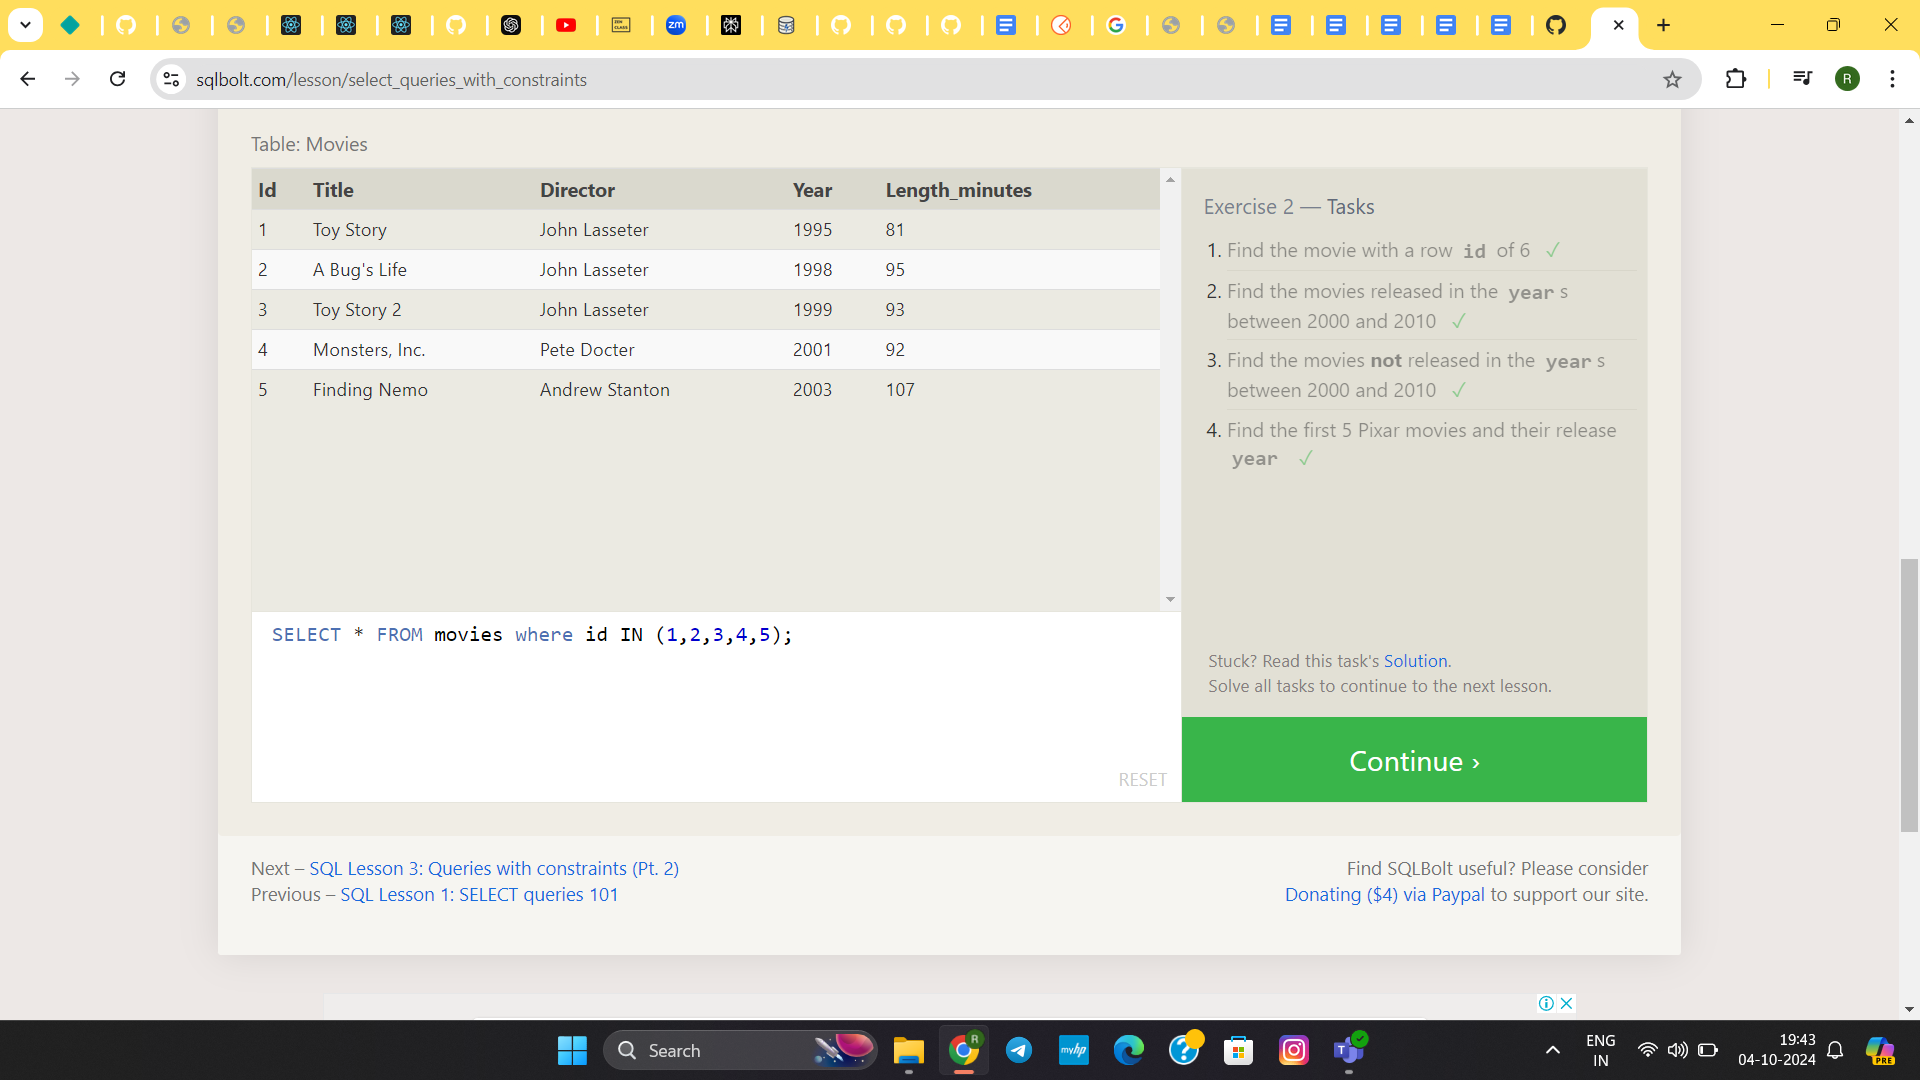 sqlbolt.com/lesson/select_queries_with_constraints
R
Table: Movies
Id Title Director Year Length_minutes
1 Toy Story John Lasseter 1995 81
2 A Bug's Life John Lasseter 1998 95
3 Toy Story 2 John Lasseter 1999 93
4 Monsters, Inc. Pete Docter 2001 92
5 Finding Nemo Andrew Stanton 2003 107
Exercise 2 — Tasks
1. Find the movie with a row id of 6 ✓
2. Find the movies released in the years
between 2000 and 2010 ✓
3. Find the movies not released in the years
between 2000 and 2010 ✓
4. Find the first 5 Pixar movies and their release
year ✓
SELECT * FROM movies where id IN (1,2,3,4,5);
RESET
Stuck? Read this task's Solution.
Solve all tasks to continue to the next lesson.
Continue ›
Next – SQL Lesson 3: Queries with constraints (Pt. 2)
Previous – SQL Lesson 1: SELECT queries 101
Find SQLBolt useful? Please consider
Donating ($4) via Paypal to support our site.
Search
R
myhp
ENG
IN
19:43
04-10-2024
PRE